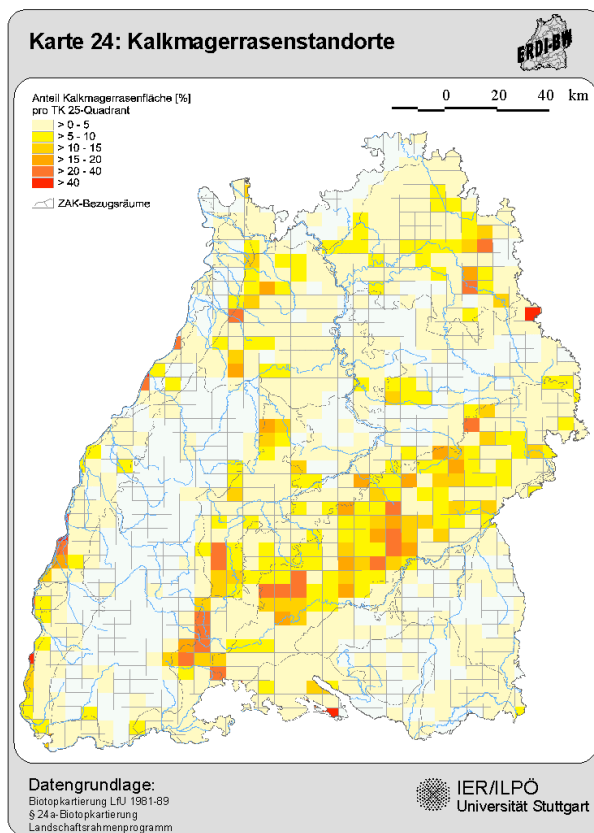 Karte 24: Kalkmagerrasenstandorte
ERDI-BW
Anteil Kalkmagerrasenfläche [%]
pro TK 25-Quadrant
> 0 - 5
> 5 - 10
> 10 - 15
> 15 - 20
> 20 - 40
> 40
ZAK-Bezugsräume
0 20 40 km
Datengrundlage:
Biotopkartierung LfU 1981-89
§ 24a-Biotopkartierung
Landschaftsrahmenprogramm
IER/ILPÖ
Universität Stuttgart